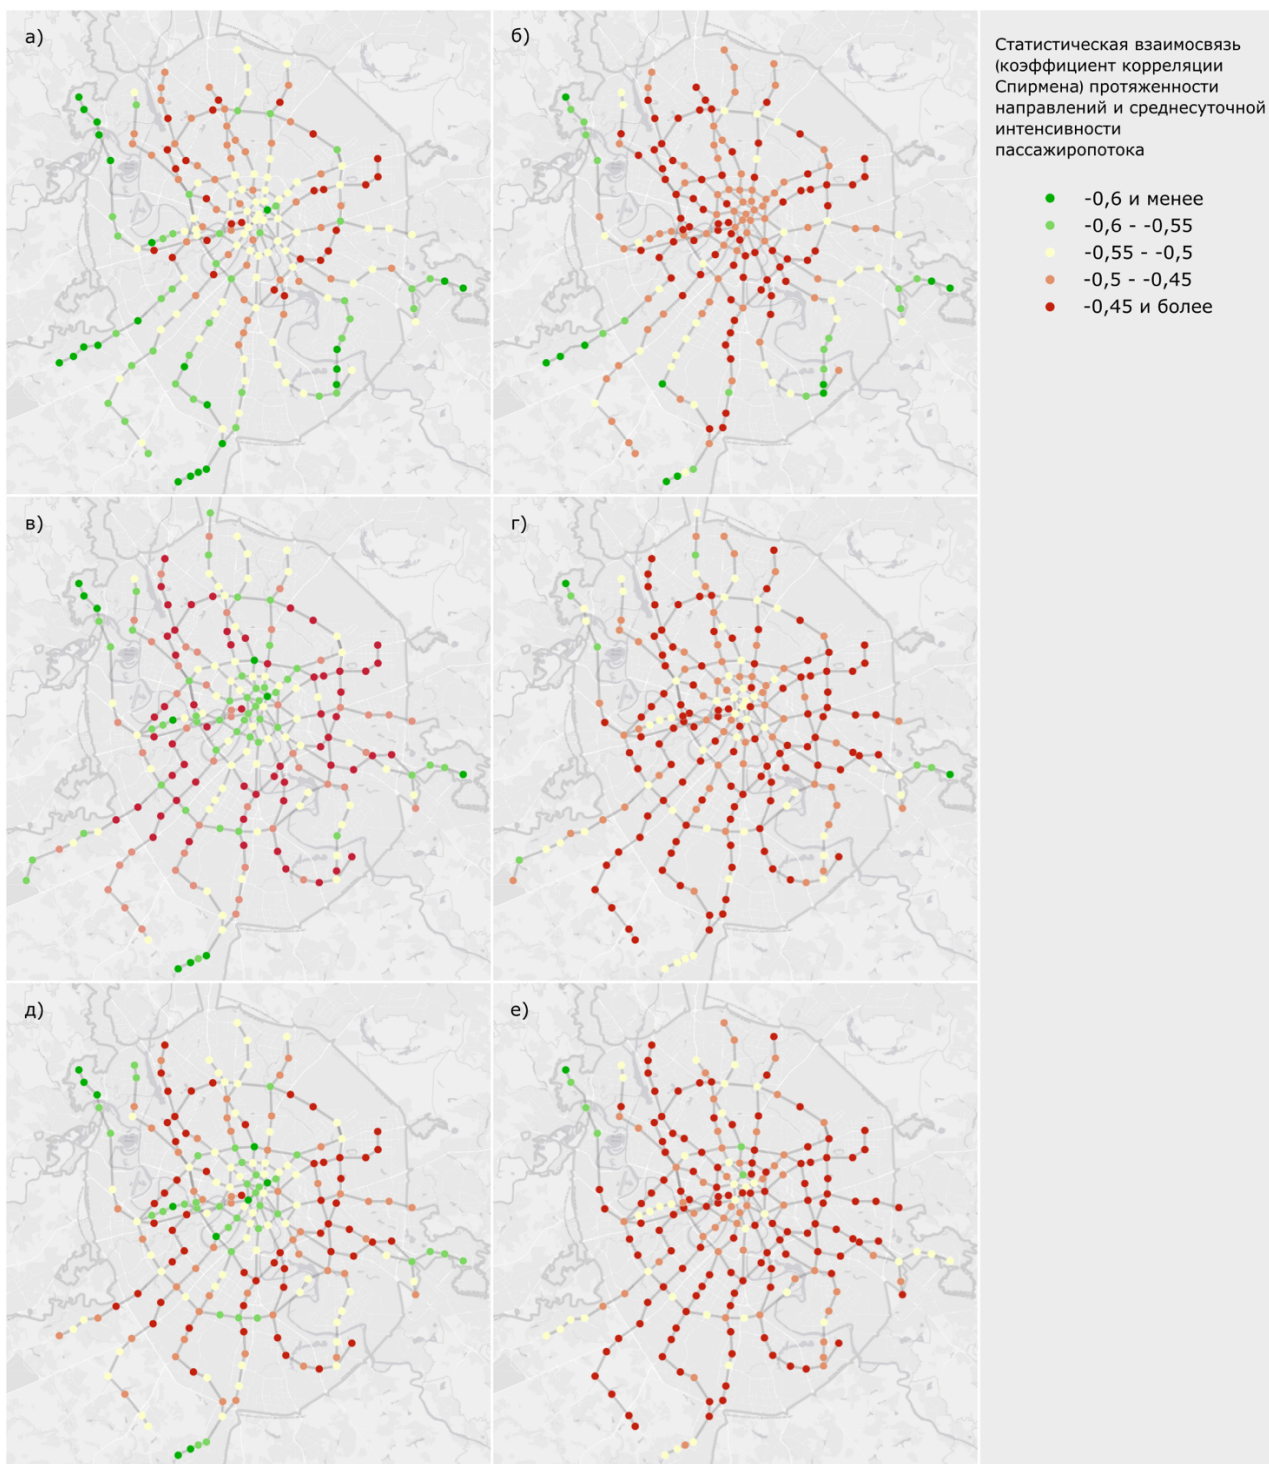 а)
б)
Статистическая взаимосвязь
(коэффициент корреляции
Спирмена) протяженности
направлений и среднесуточной
интенсивности
пассажиропотока
-0,6 и менее
-0,6 - -0,55
-0,55 - -0,5
-0,5 - -0,45
-0,45 и более
в)
г)
д)
е)